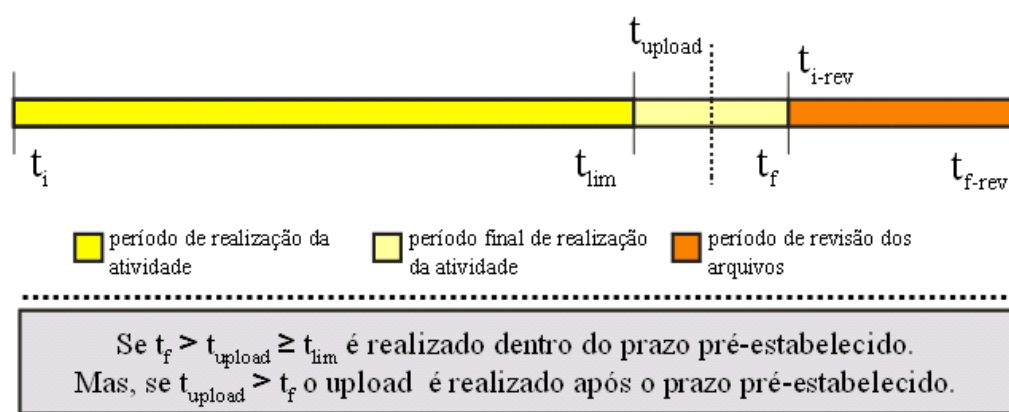 t_upload
t_i-rev
t_i
t_lim
t_f
t_f-rev
período de realização da
atividade
período final de realização
da atividade
período de revisão dos
arquivos
Se t_f > t_upload ≥ t_lim é realizado dentro do prazo pré-estabelecido.
Mas, se t_upload > t_f o upload é realizado após o prazo pré-estabelecido.